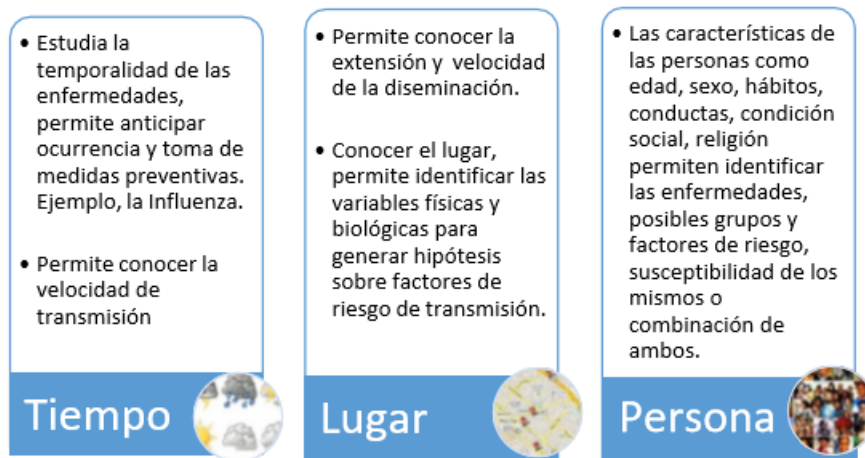 • Estudia la
temporalidad de las
enfermedades,
permite anticipar
ocurrencia y toma de
medidas preventivas.
Ejemplo, la Influenza.
• Permite conocer la
velocidad de
transmisión
Tiempo
• Permite conocer la
extensión y velocidad
de la diseminación.
• Conocer el lugar,
permite identificar las
variables físicas y
biológicas para
generar hipótesis
sobre factores de
riesgo de transmisión.
Lugar
• Las características de
las personas como
edad, sexo, hábitos,
conductas, condición
social, religión
permiten identificar
las enfermedades,
posibles grupos y
factores de riesgo,
susceptibilidad de los
mismos o
combinación de
ambos.
Persona